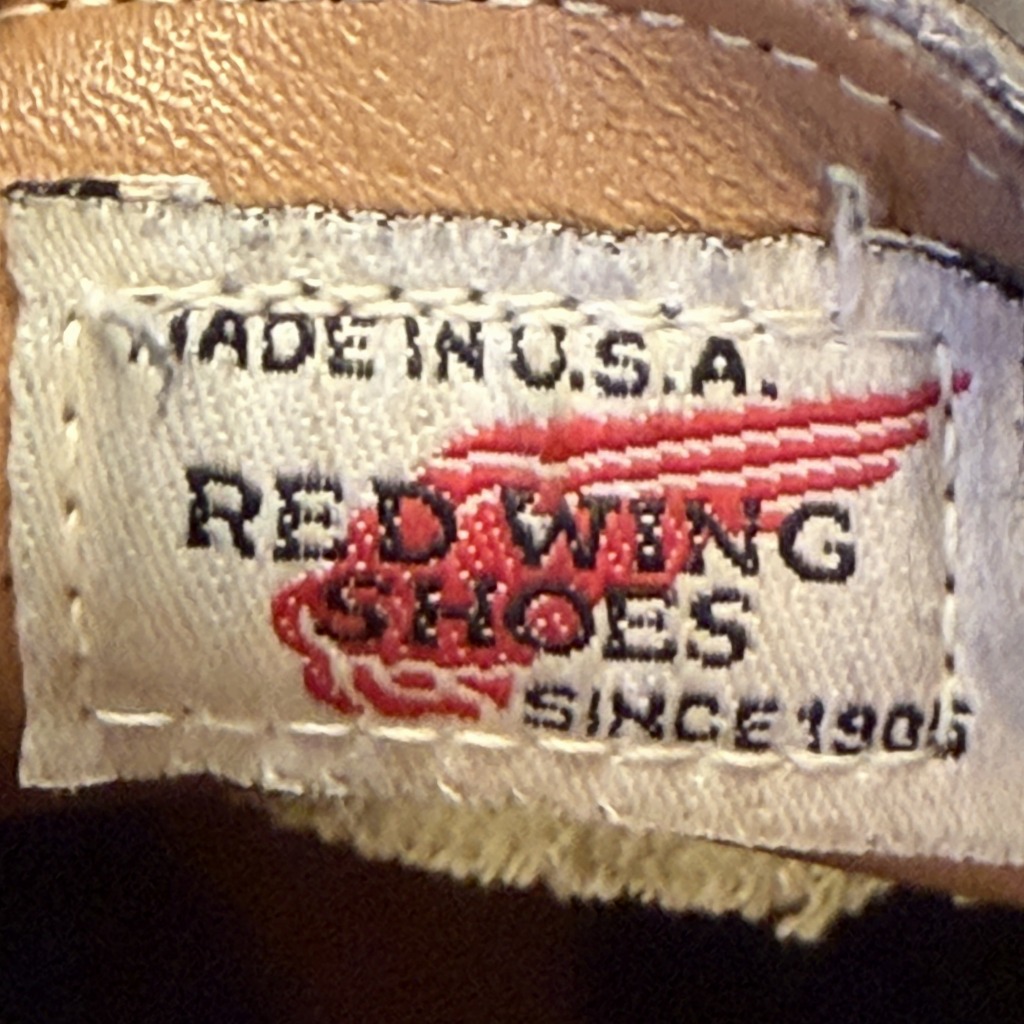 MADE IN U.S.A.
RED WING
SHOES
SINCE 1905